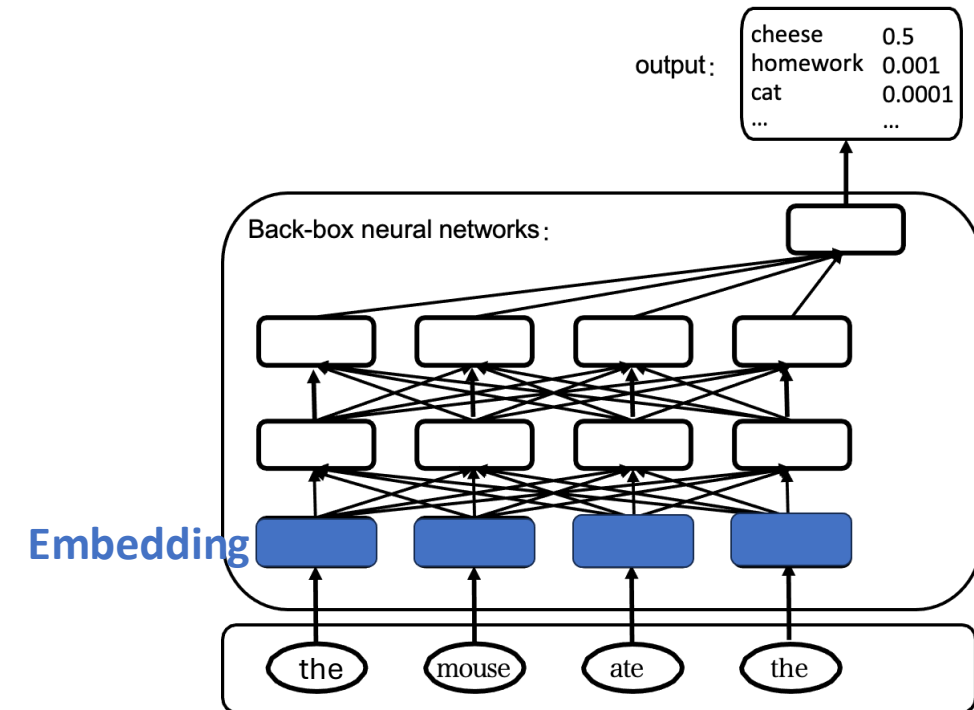 cheese 0.5
output: homework 0.001
cat 0.0001
... ...
Back-box neural networks:
Embedding
the mouse ate the